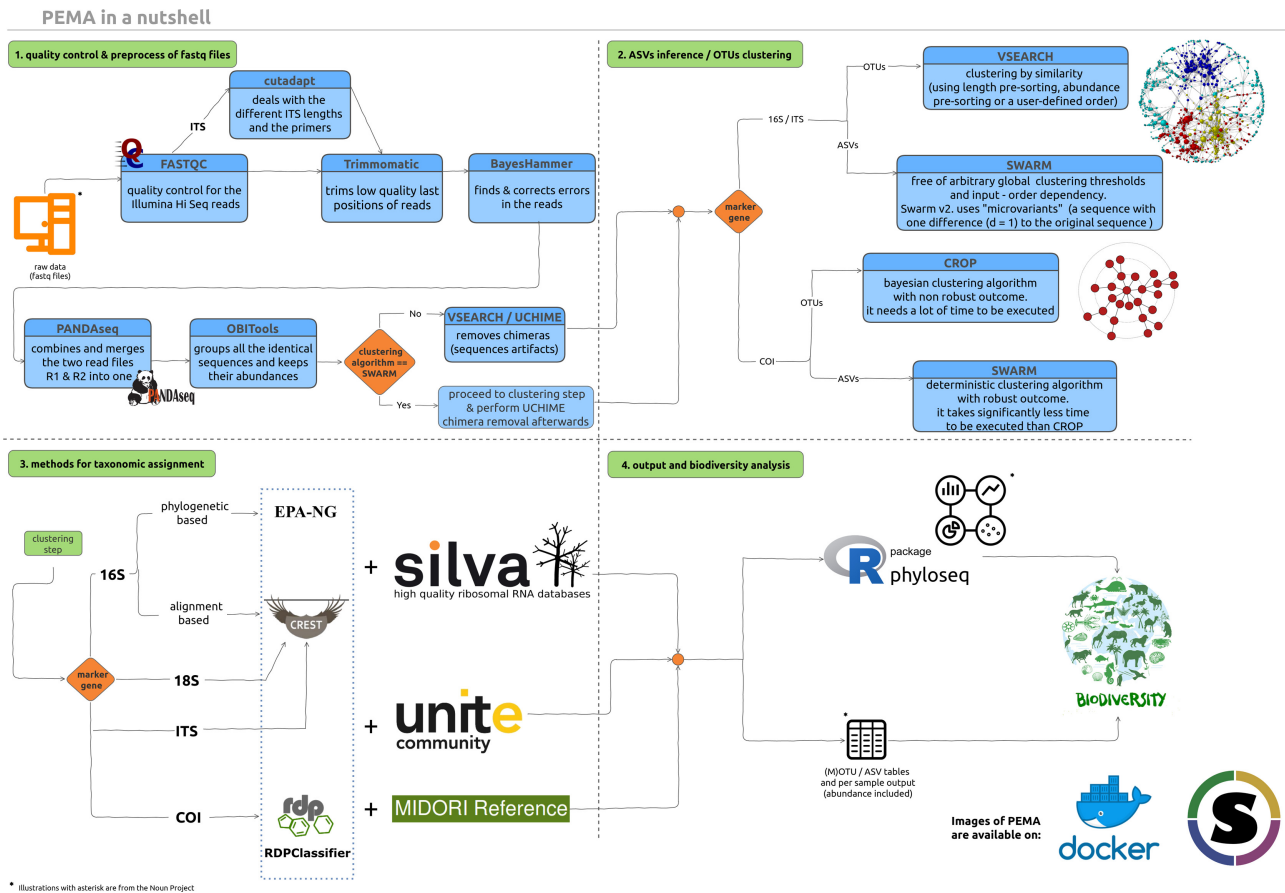 PEMA in a nutshell
1. quality control & preprocess of fastq files
cutadapt
deals with the
different ITS lengths
and the primers
ITS
FASTQC
quality control for the
Illumina Hi Seq reads
Trimmomatic
trims low quality last
positions of reads
BayesHammer
finds & corrects errors
in the reads
*
raw data
(fastq files)
PANDAseq
combines and merges
the two read files
R1 & R2 into one
PANDAseq
OBITools
groups all the identical
sequences and keeps
their abundances
clustering
algorithm ==
SWARM
No
VSEARCH / UCHIME
removes chimeras
(sequences artifacts)
Yes
proceed to clustering step
& perform UCHIME
chimera removal afterwards
2. ASVs inference / OTUs clustering
marker
gene
16S / ITS
OTUs
VSEARCH
clustering by similarity
(using length pre-sorting, abundance
pre-sorting or a user-defined order)
ASVs
SWARM
free of arbitrary global clustering thresholds
and input - order dependency.
Swarm v2. uses "microvariants" (a sequence with
one difference (d = 1) to the original sequence )
CROP
bayesian clustering algorithm
with non robust outcome.
it needs a lot of time to be executed
OTUs
COI
ASVs
SWARM
deterministic clustering algorithm
with robust outcome.
it takes significantly less time
to be executed than CROP
3. methods for taxonomic assignment
clustering
step
marker
gene
16S
phylogenetic
based
EPA-NG
alignment
based
CREST
18S
ITS
COI
rdp
RDPClassifier
+
silva
high quality ribosomal RNA databases
+
unite
community
+
MIDORI Reference
4. output and biodiversity analysis
*
R
package
phyloseq
BIODIVERSITY
*
(M)OTU / ASV tables
and per sample output
(abundance included)
Images of PEMA
are available on:
docker
S
* Illustrations with asterisk are from the Noun Project